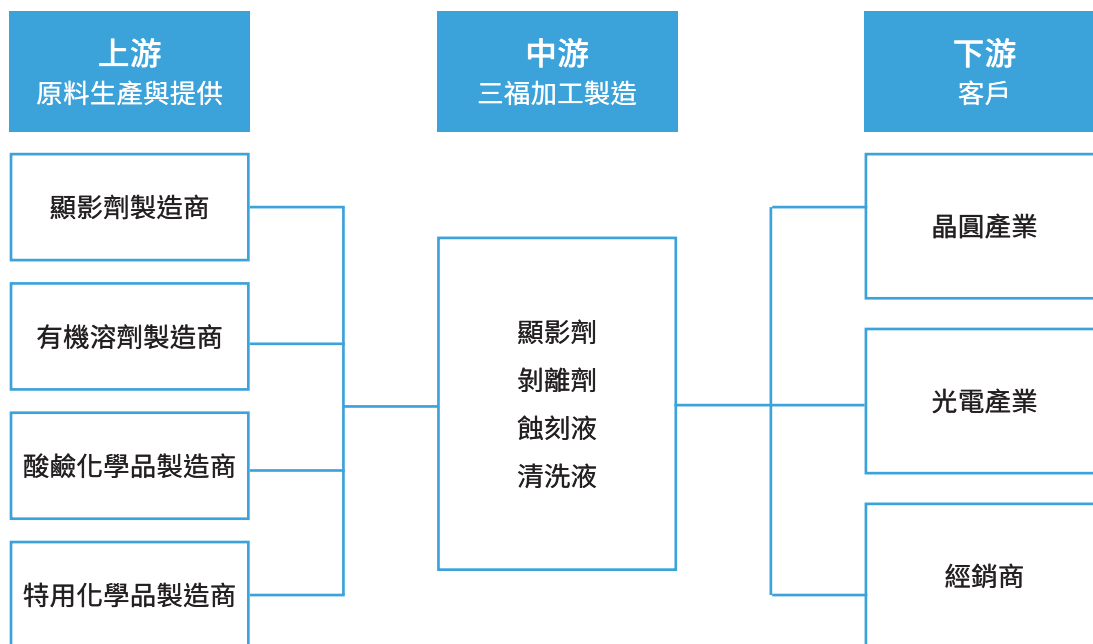 上游
原料生產與提供
顯影劑製造商
有機溶劑製造商
酸鹼化學品製造商
特用化學品製造商
中游
三福加工製造
顯影劑
剝離劑
蝕刻液
清洗液
下游
客戶
晶圓產業
光電產業
經銷商